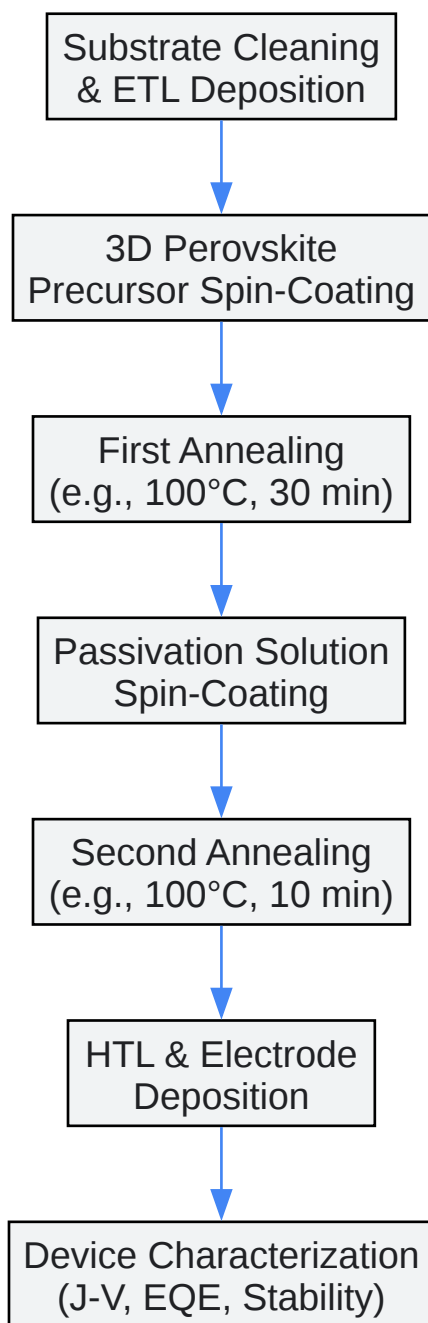 Substrate Cleaning
& ETL Deposition
3D Perovskite
Precursor Spin-Coating
First Annealing
(e.g., 100°C, 30 min)
Passivation Solution
Spin-Coating
Second Annealing
(e.g., 100°C, 10 min)
HTL & Electrode
Deposition
Device Characterization
(J-V, EQE, Stability)